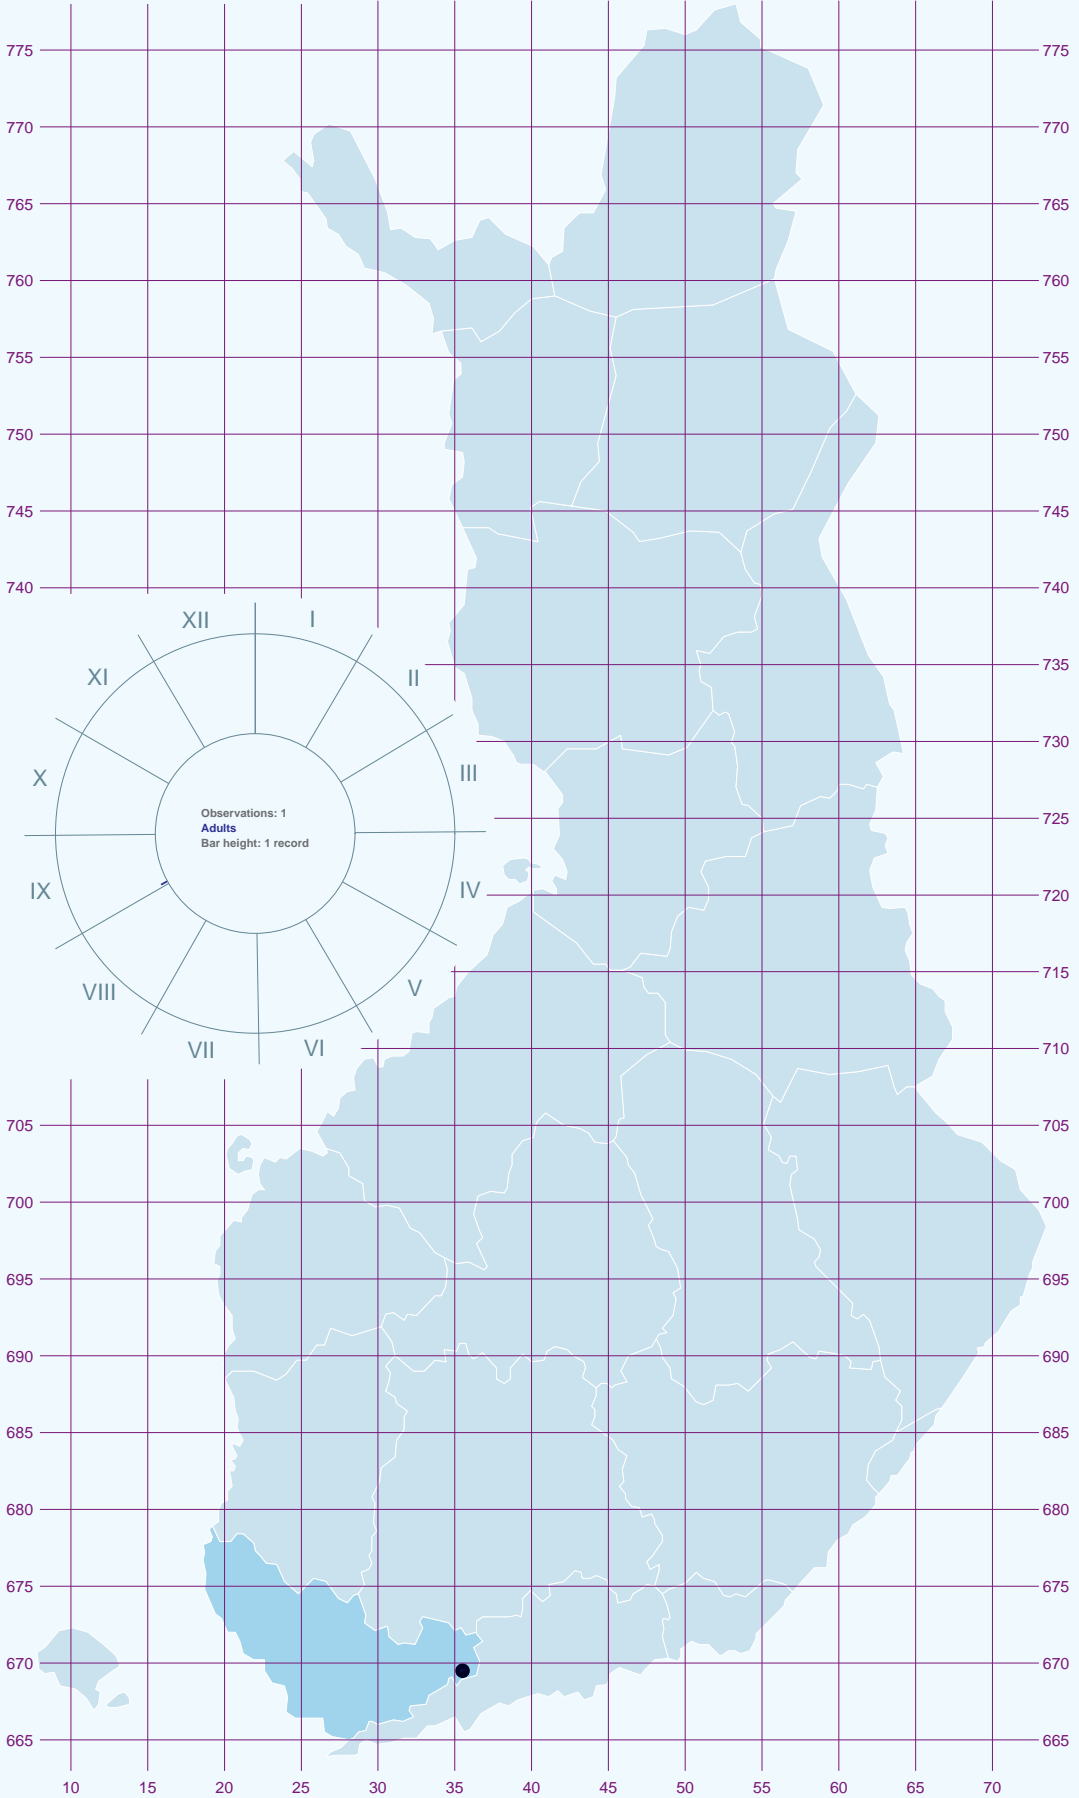 775 775
770 770
765 765
760 760
755 755
750 750
745 745
740 740
XII I
XI II
735
730
X III
Observations: 1
Adults
Bar height: 1 record
725
IX IV
720
VIII V
715
VII VI
710
705 705
700 700
695 695
690 690
685 685
680 680
675 675
670 670
665 665
10 15 20 25 30 35 40 45 50 55 60 65 70